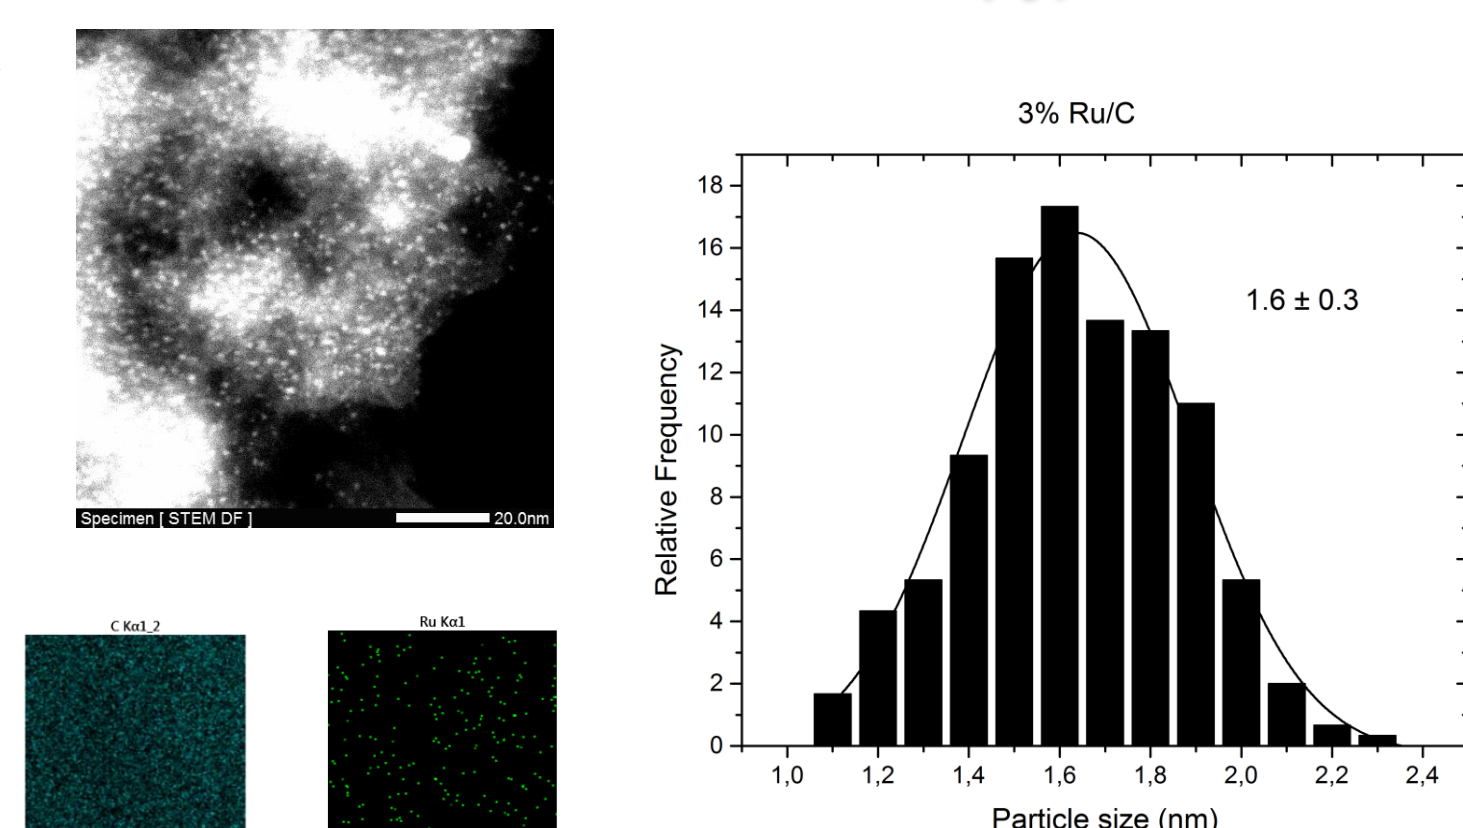 Specimen [ STEM DF ]
20.0nm
C Kα1_2
Ru Kα1
3% Ru/C
18
16
14
12
10
8
6
4
2
0
Relative Frequency
1.6 ± 0.3
1,0
1,2
1,4
1,6
1,8
2,0
2,2
2,4
Particle size (nm)